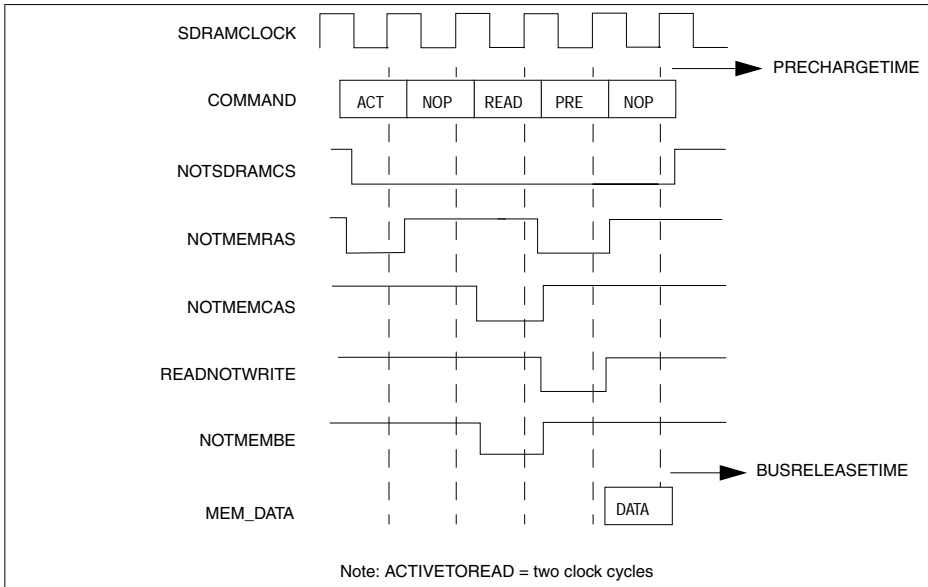 SDRAMCLOCK
PRECHARGETIME
COMMAND
ACT NOP READ PRE NOP
NOTSDRAMCS
NOTMEMRAS
NOTMEMCAS
READNOTWRITE
NOTMEMBE
BUSRELEASETIME
MEM_DATA
DATA
Note: ACTIVETOREAD = two clock cycles